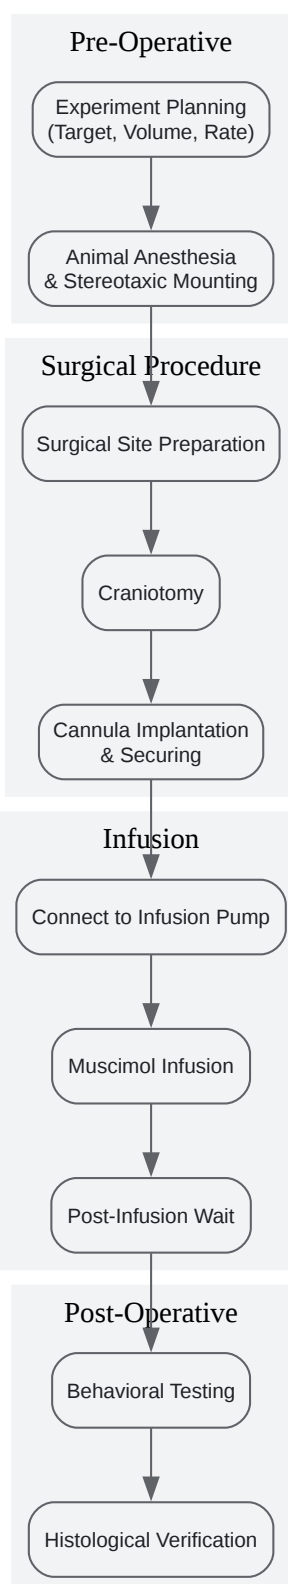 Pre-Operative
Experiment Planning
(Target, Volume, Rate)
Animal Anesthesia
& Stereotaxic Mounting
Surgical Procedure
Surgical Site Preparation
Craniotomy
Cannula Implantation
& Securing
Infusion
Connect to Infusion Pump
Muscimol Infusion
Post-Infusion Wait
Post-Operative
Behavioral Testing
Histological Verification